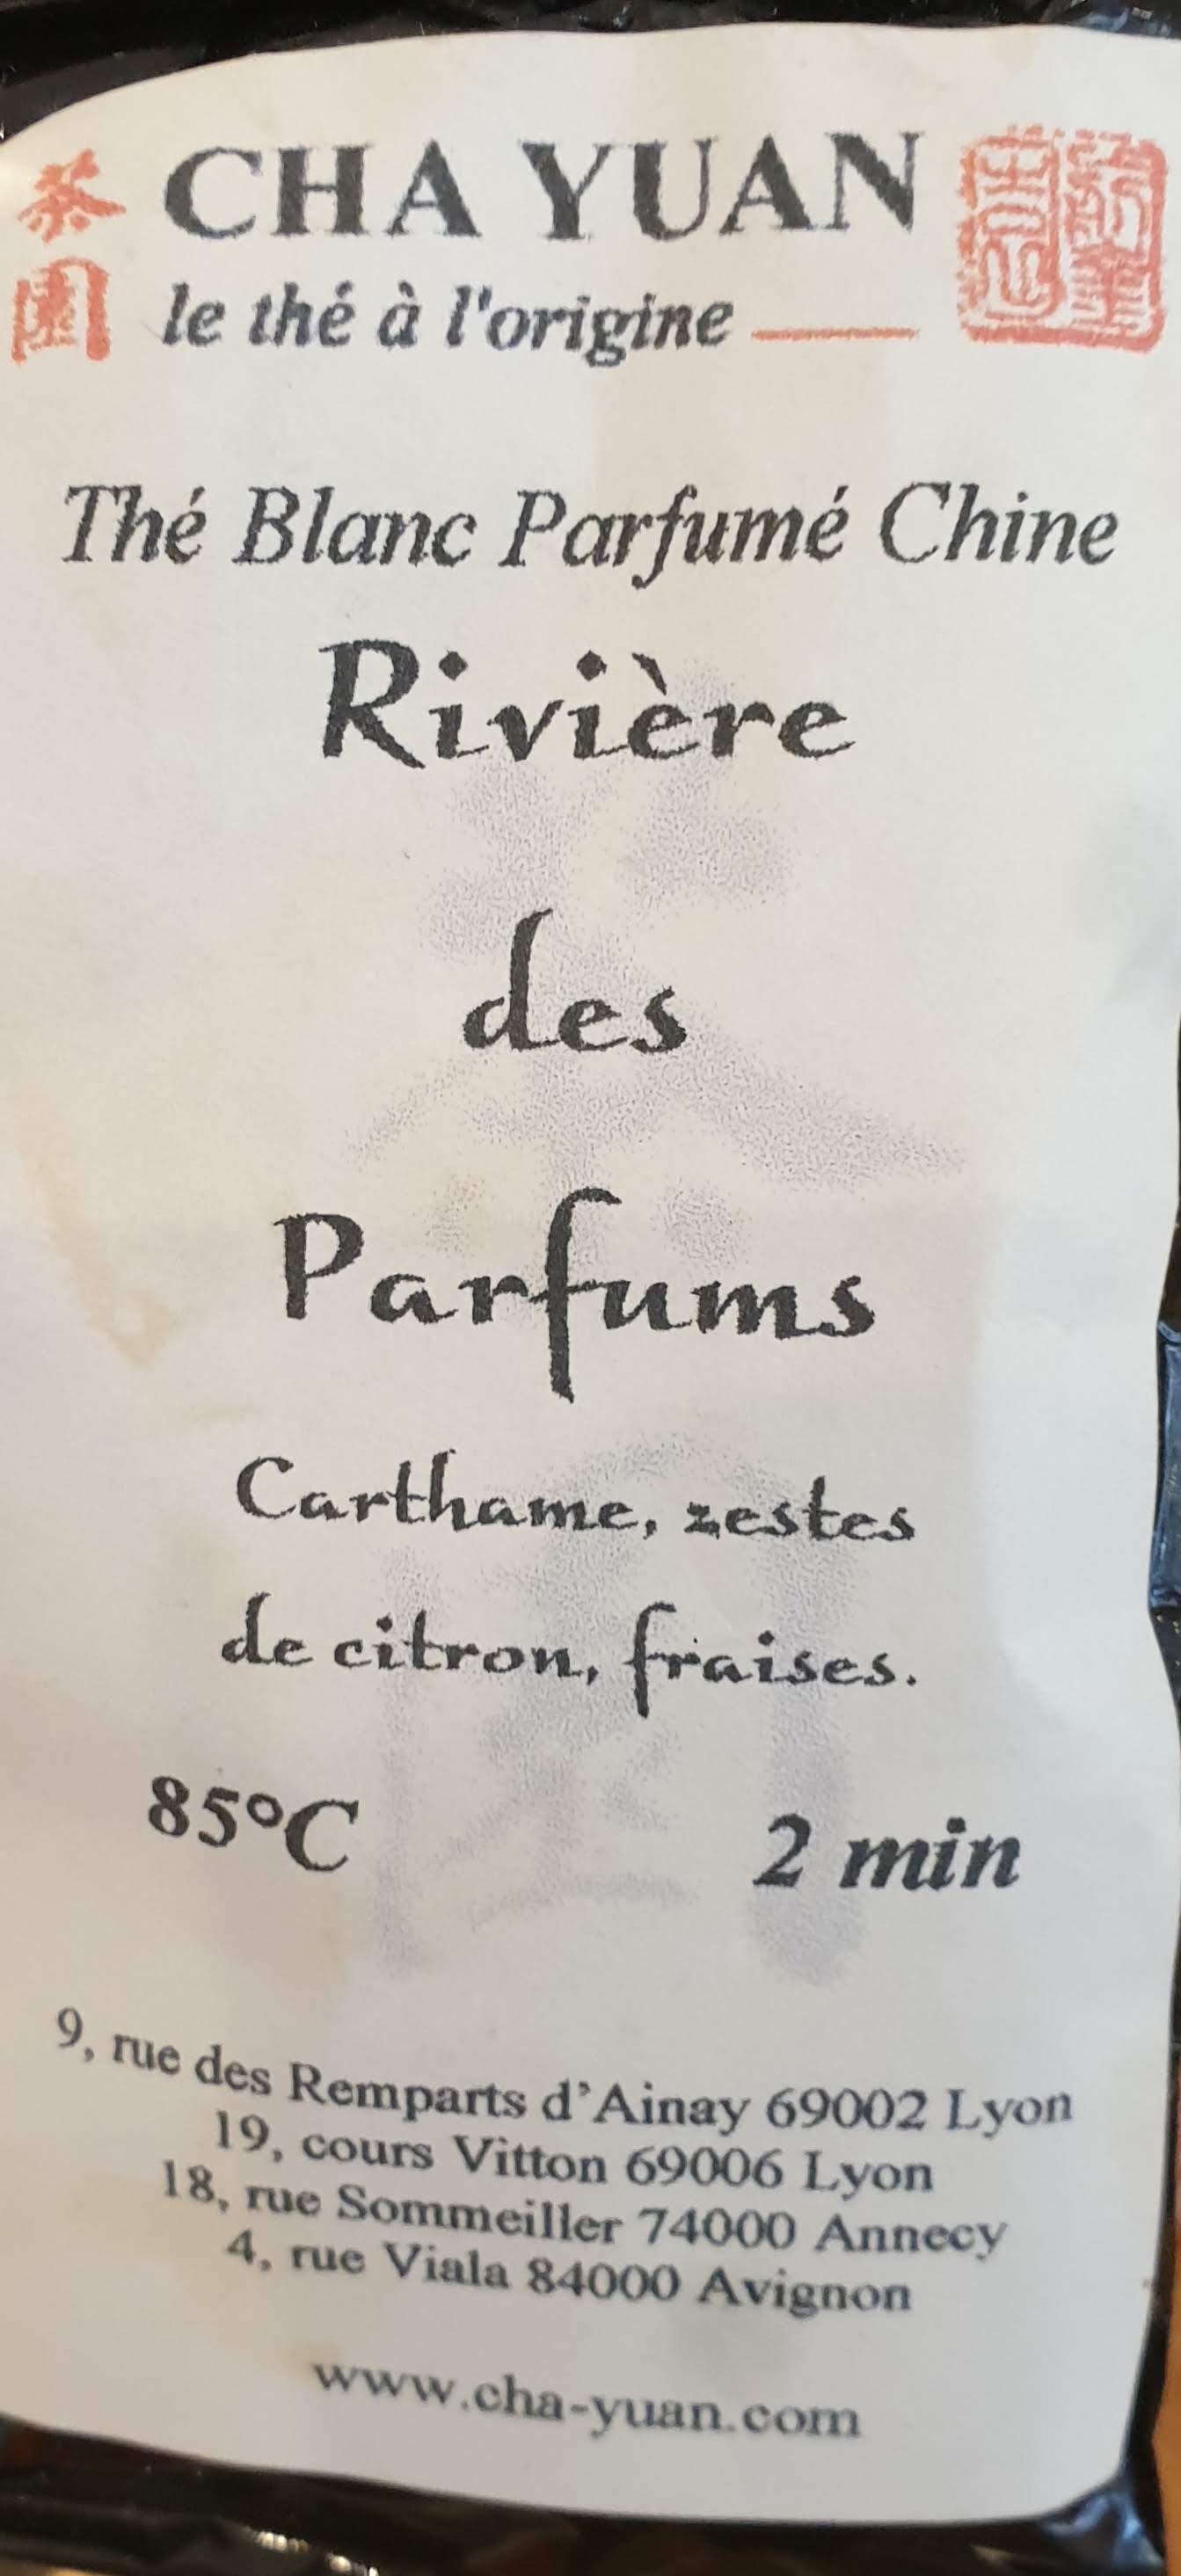 茶園
CHA YUAN
le thé à l'origine
Thé Blanc Parfumé Chine
Rivière
des
Parfums
Carthame, zestes
de citron, fraises.
85°C 2 min
9, rue des Remparts d'Ainay 69002 Lyon
19, cours Vitton 69006 Lyon
18, rue Sommeiller 74000 Annecy
4, rue Viala 84000 Avignon
www.cha-yuan.com